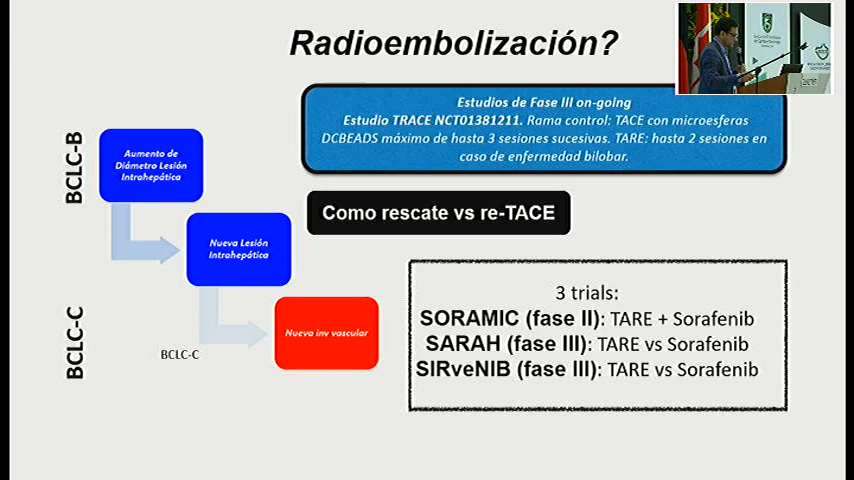 Radioembolización?
Estudios de Fase III on-going
Estudio TRACE NCT01381211. Rama control: TACE con microesferas
DCBEADS máximo de hasta 3 sesiones sucesivas. TARE: hasta 2 sesiones en
caso de enfermedad bilobar.
BCLC-B
Aumento de
Diámetro Lesión
Intrahepática
Como rescate vs re-TACE
Nueva Lesión
Intrahepática
BCLC-C
Nueva inv vascular
BCLC-C
3 trials:
SORAMIC (fase II): TARE + Sorafenib
SARAH (fase III): TARE vs Sorafenib
SIRveNIB (fase III): TARE vs Sorafenib